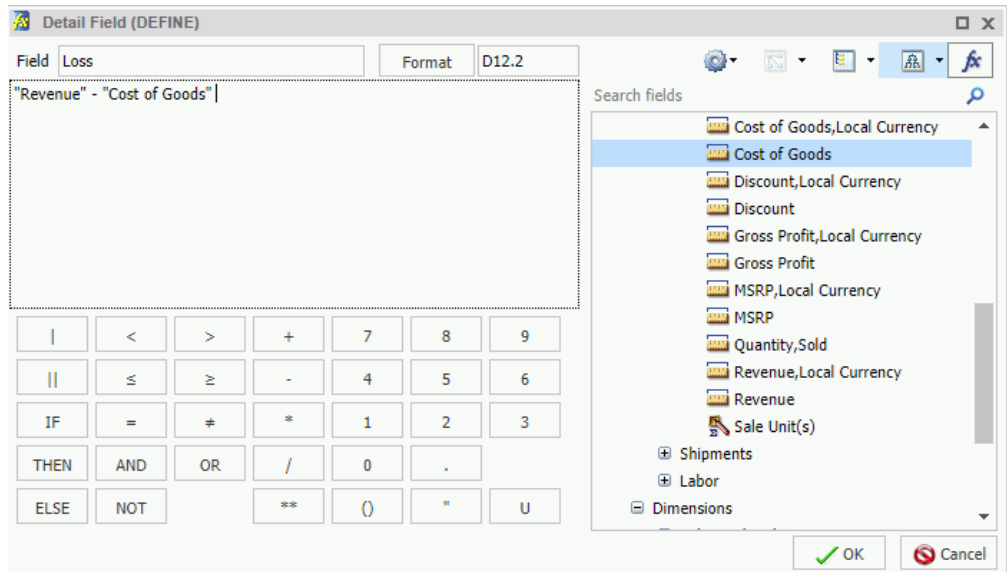 Detail Field (DEFINE)
Field Loss Format D12.2
"Revenue" - "Cost of Goods"
Search fields
Cost of Goods,Local Currency
Cost of Goods
Discount,Local Currency
Discount
Gross Profit,Local Currency
Gross Profit
MSRP,Local Currency
MSRP
Quantity,Sold
Revenue,Local Currency
Revenue
Sale Unit(s)
Shipments
Labor
Dimensions
| < > + 7 8 9
|| ≤ ≥ - 4 5 6
IF = ≠ * 1 2 3
THEN AND OR / 0 .
ELSE NOT ** () " U
OK Cancel